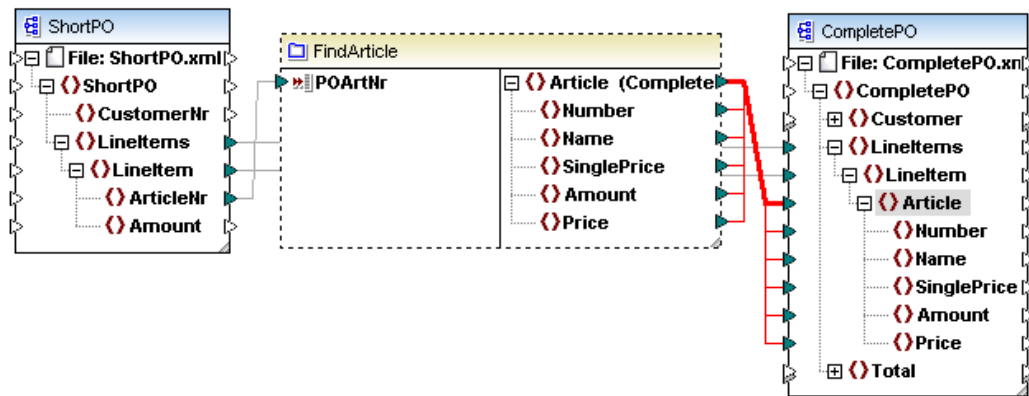 ShortPO
File: ShortPO.xml
ShortPO
CustomerNr
LineItems
LineItem
ArticleNr
Amount
FindArticle
POArtNr
Article (Complete
Number
Name
SinglePrice
Amount
Price
CompletePO
File: CompletePO.xn
CompletePO
Customer
LineItems
LineItem
Article
Number
Name
SinglePrice
Amount
Price
Total